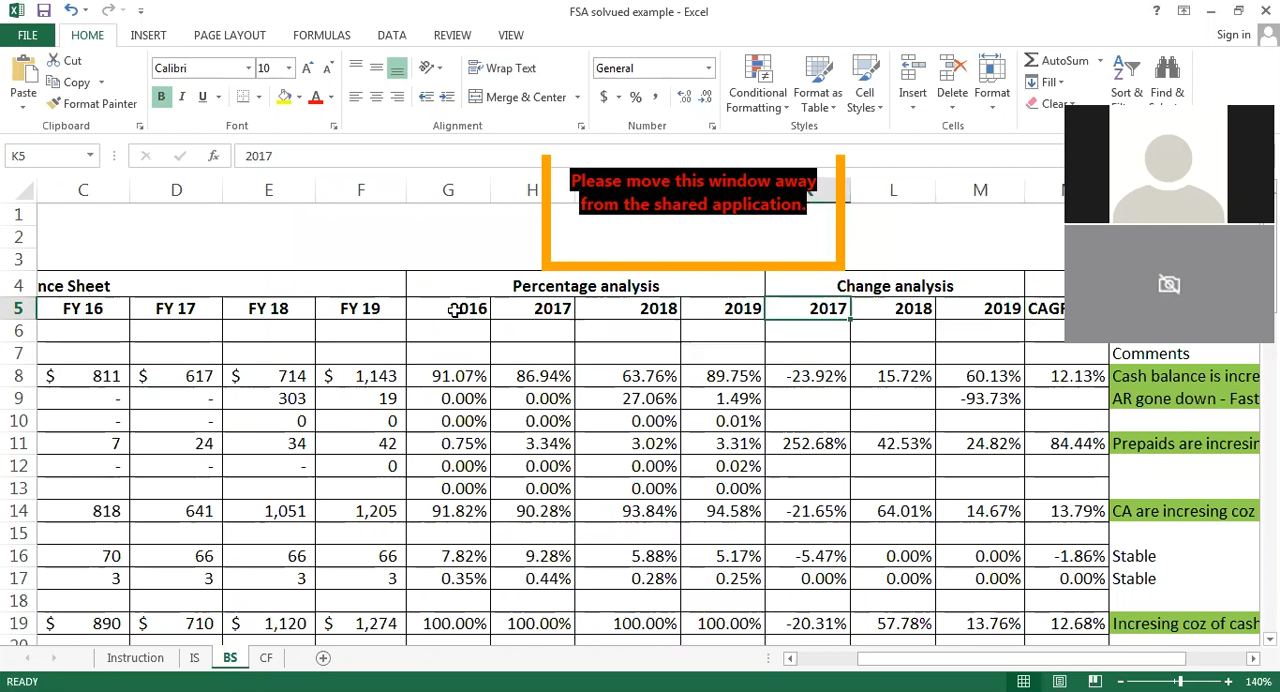 FSA solvued example - Excel
FILE HOME INSERT PAGE LAYOUT FORMULAS DATA REVIEW VIEW Sign in
Paste Cut Copy Format Painter Clipboard
Calibri 10 B I U Font
Wrap Text Merge & Center Alignment
General $ % , Number
Conditional Formatting Format as Table Cell Styles Styles
Insert Delete Format Cells
AutoSum Fill Clear Sort & Find &
K5 fx 2017
Please move this window away
from the shared application.
C D E F G H L M
1
2
3
4 nce Sheet Percentage analysis Change analysis
5 FY 16 FY 17 FY 18 FY 19 2016 2017 2018 2019 2017 2018 2019
6
7 Comments
8 $ 811 $ 617 $ 714 $ 1,143 91.07% 86.94% 63.76% 89.75% -23.92% 15.72% 60.13% 12.13% Cash balance is incre
9 - - 303 19 0.00% 0.00% 27.06% 1.49% -93.73% AR gone down - Fast
10 - - 0 0 0.00% 0.00% 0.00% 0.01%
11 7 24 34 42 0.75% 3.34% 3.02% 3.31% 252.68% 42.53% 24.82% 84.44% Prepaids are incresin
12 - - - 0 0.00% 0.00% 0.00% 0.02%
13 0.00% 0.00% 0.00% 0.00%
14 818 641 1,051 1,205 91.82% 90.28% 93.84% 94.58% -21.65% 64.01% 14.67% 13.79% CA are incresing coz
15
16 70 66 66 66 7.82% 9.28% 5.88% 5.17% -5.47% 0.00% 0.00% -1.86% Stable
17 3 3 3 3 0.35% 0.44% 0.28% 0.25% 0.00% 0.00% 0.00% 0.00% Stable
18
19 $ 890 $ 710 $ 1,120 $ 1,274 100.00% 100.00% 100.00% 100.00% -20.31% 57.78% 13.76% 12.68% Incresing coz of cash
Instruction IS BS CF
READY 140%